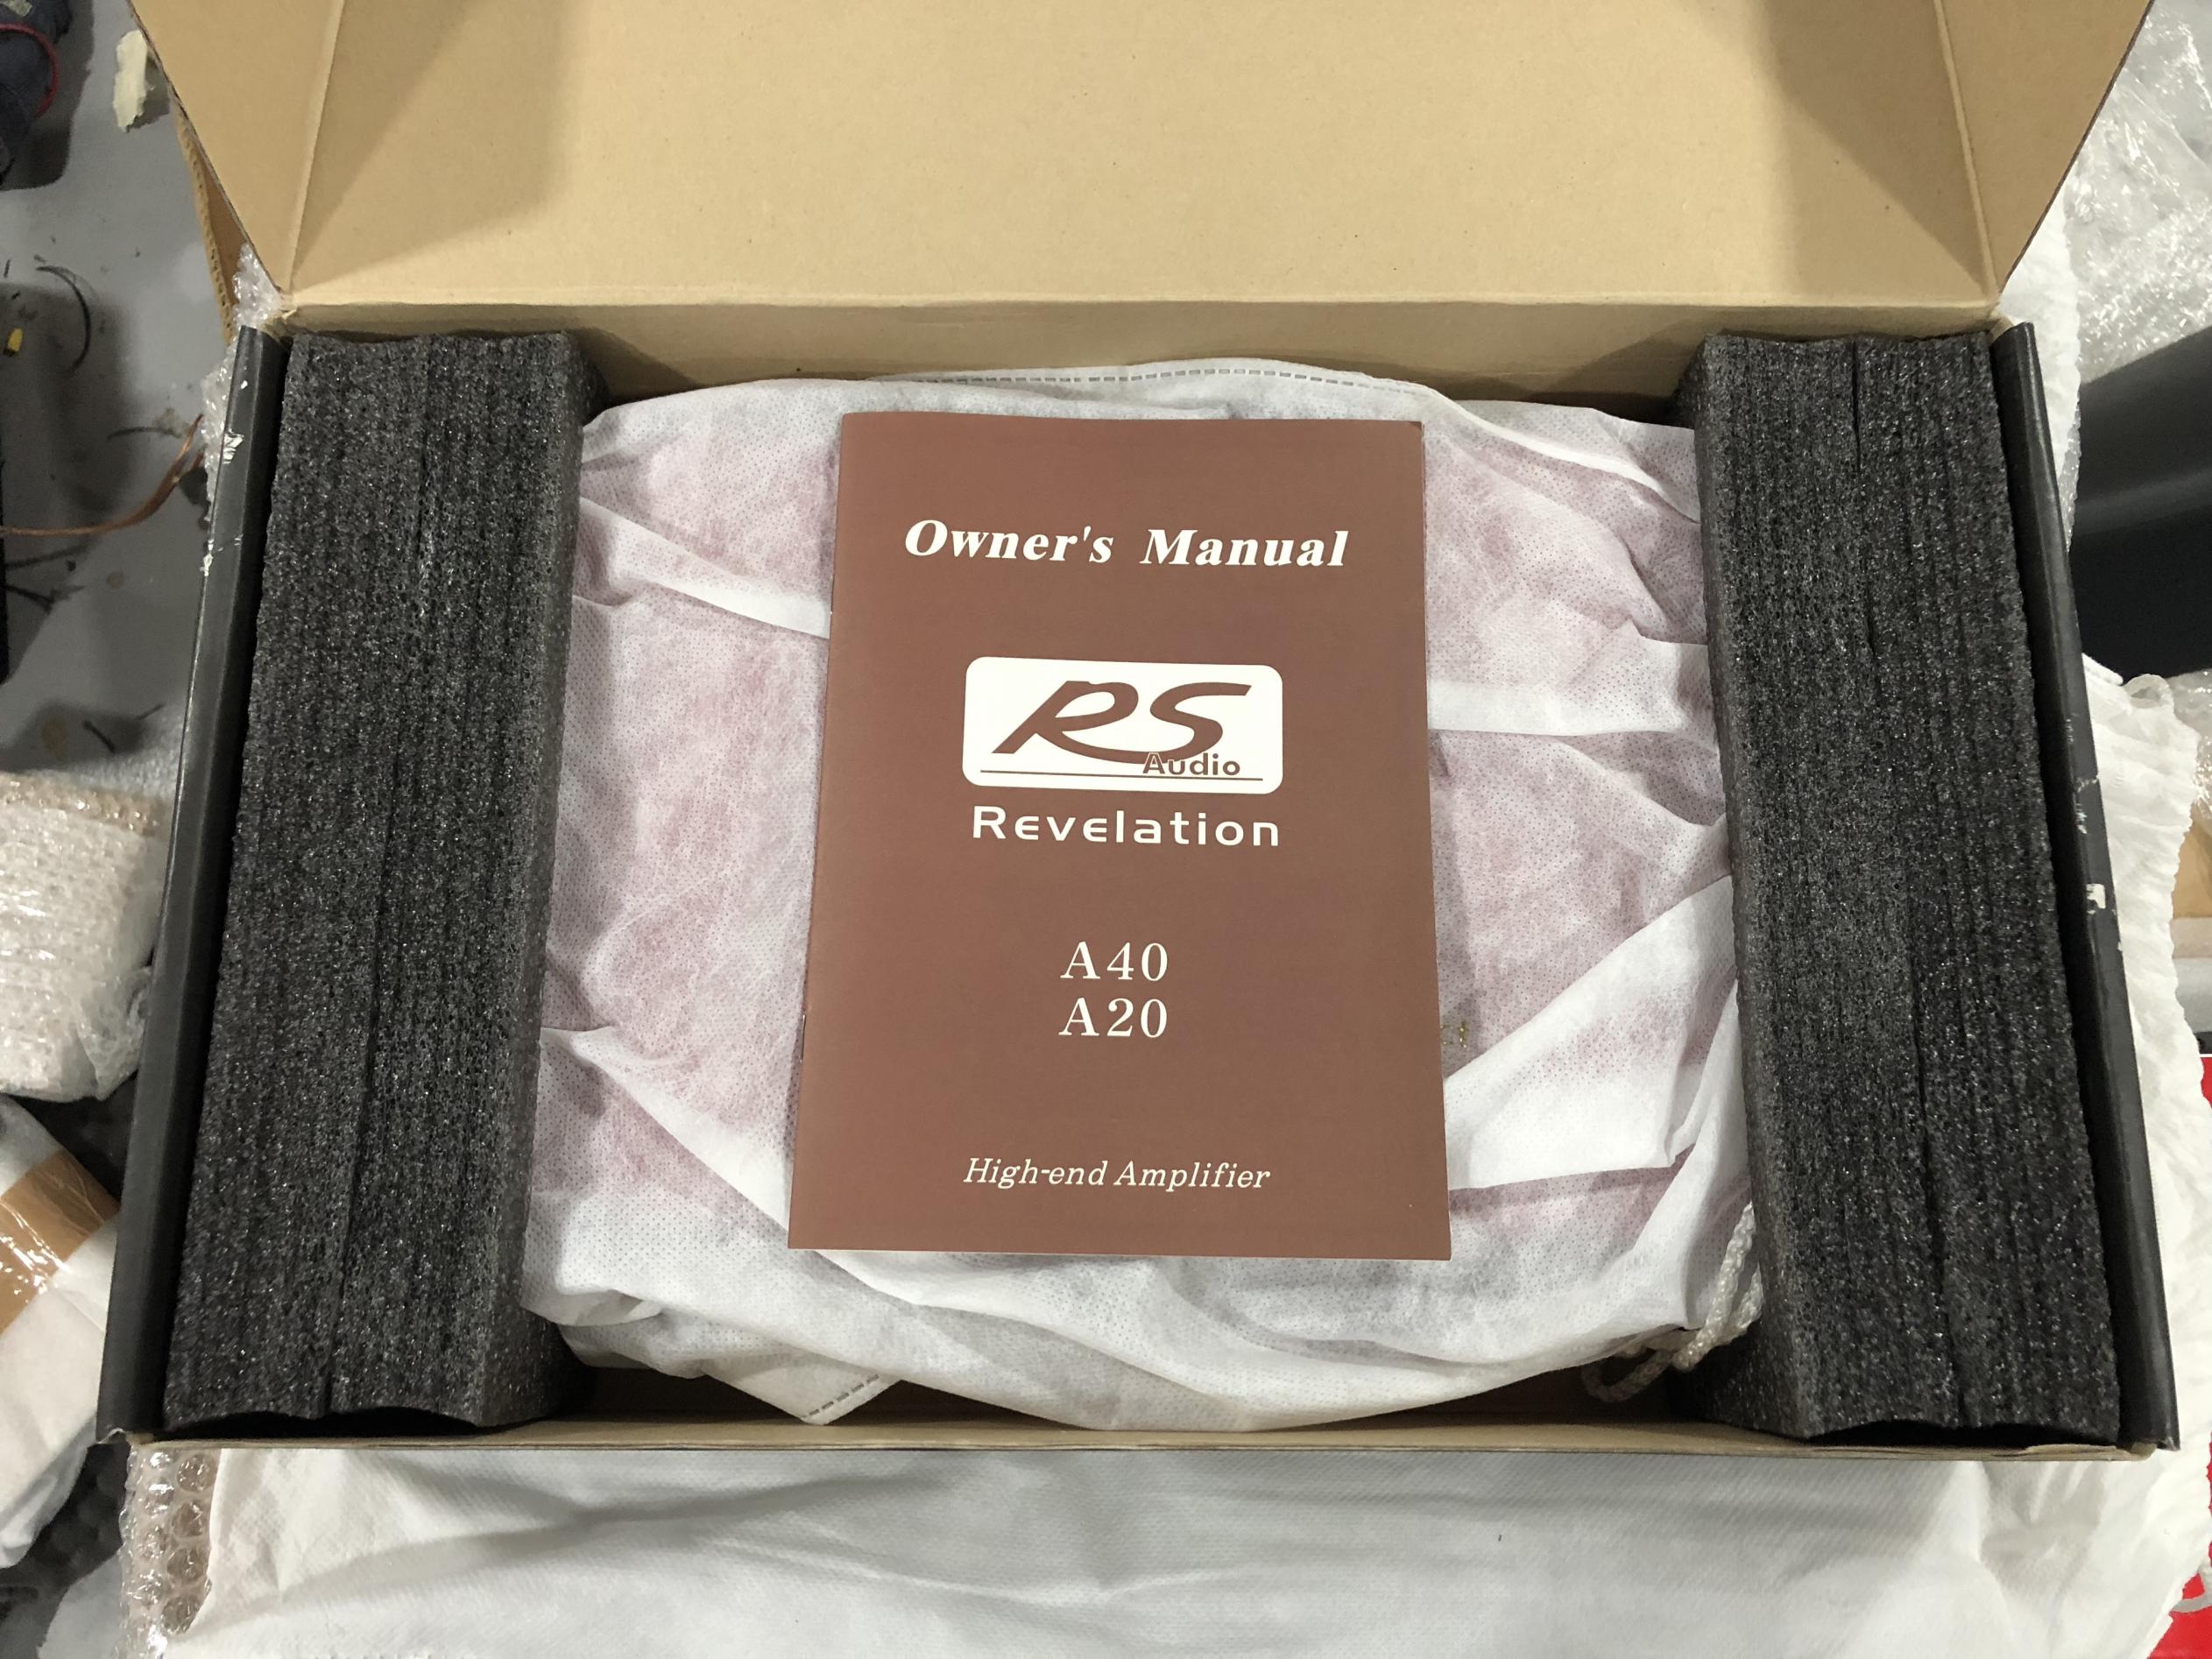 Owner's Manual
RS
Audio
Revelation
A40
A20
High-end Amplifier